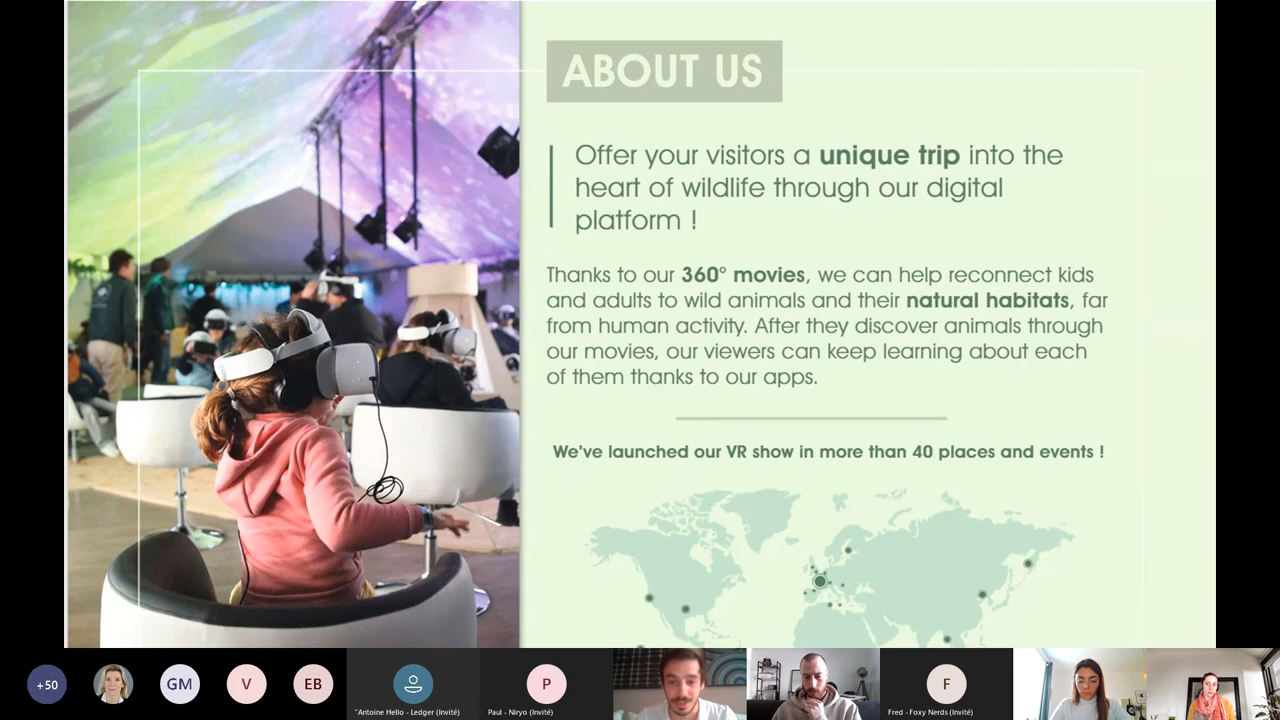 ABOUT US
Offer your visitors a unique trip into the
heart of wildlife through our digital
platform !
Thanks to our 360° movies, we can help reconnect kids
and adults to wild animals and their natural habitats, far
from human activity. After they discover animals through
our movies, our viewers can keep learning about each
of them thanks to our apps.
We've launched our VR show in more than 40 places and events !
+50
GM
V
EB
"Antoine Hello - Ledger (Invité)
P
Paul - Niryo (Invité)
F
Fred - Foxy Nerds (Invité)